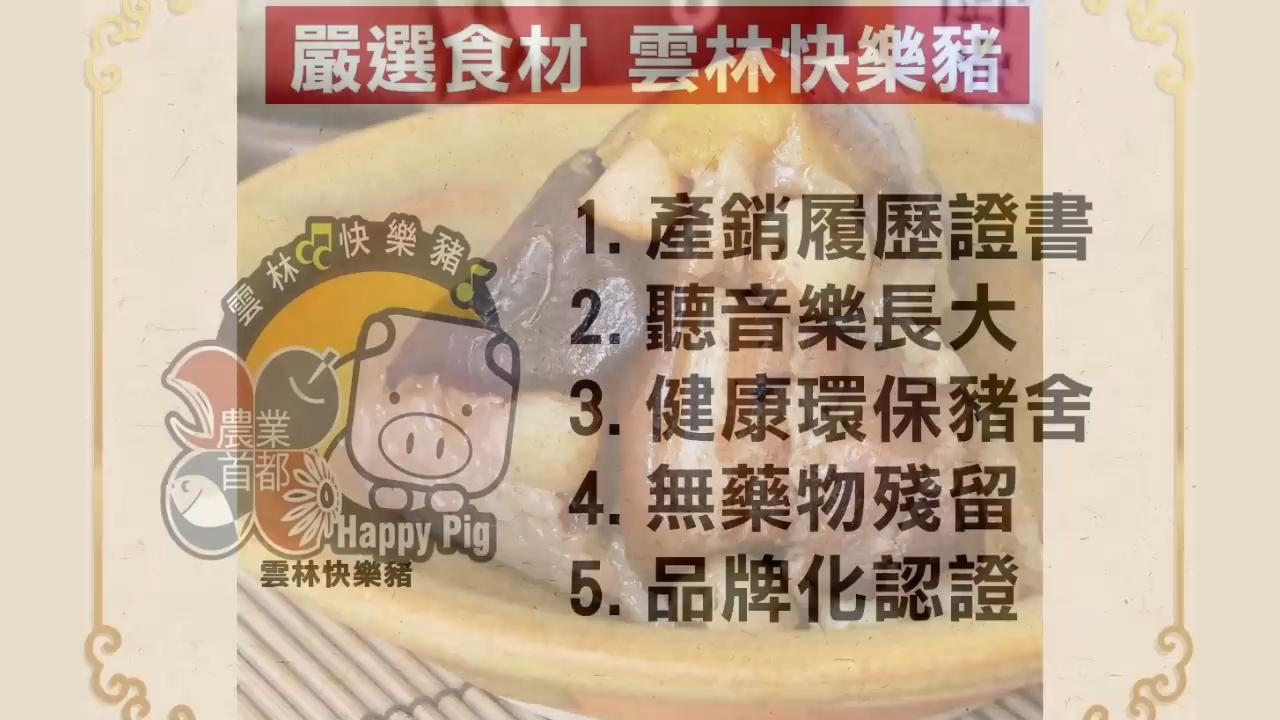 嚴選食材 雲林快樂豬
1. 產銷履歷證書
2. 聽音樂長大
3. 健康環保豬舍
4. 無藥物殘留
5. 品牌化認證
雲林快樂豬
農業
首都
Happy Pig
雲林快樂豬